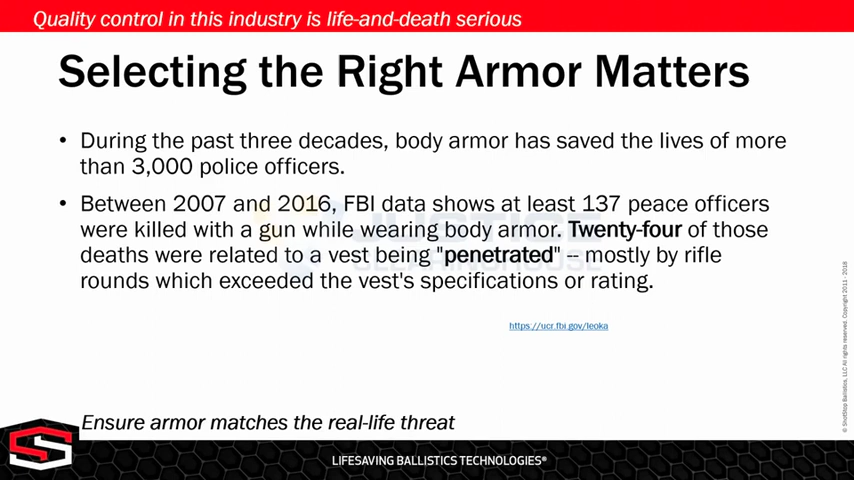 Quality control in this industry is life-and-death serious
Selecting the Right Armor Matters
• During the past three decades, body armor has saved the lives of more
than 3,000 police officers.
• Between 2007 and 2016, FBI data shows at least 137 peace officers
were killed with a gun while wearing body armor. Twenty-four of those
deaths were related to a vest being "penetrated" -- mostly by rifle
rounds which exceeded the vest's specifications or rating.
JUSTICE
CLEARINGHOUSE
https://ucr.fbi.gov/leoka
© ShotStop Ballistics, LLC All rights reserved. Copyright 2011 - 2018
Ensure armor matches the real-life threat
LIFESAVING BALLISTICS TECHNOLOGIES®